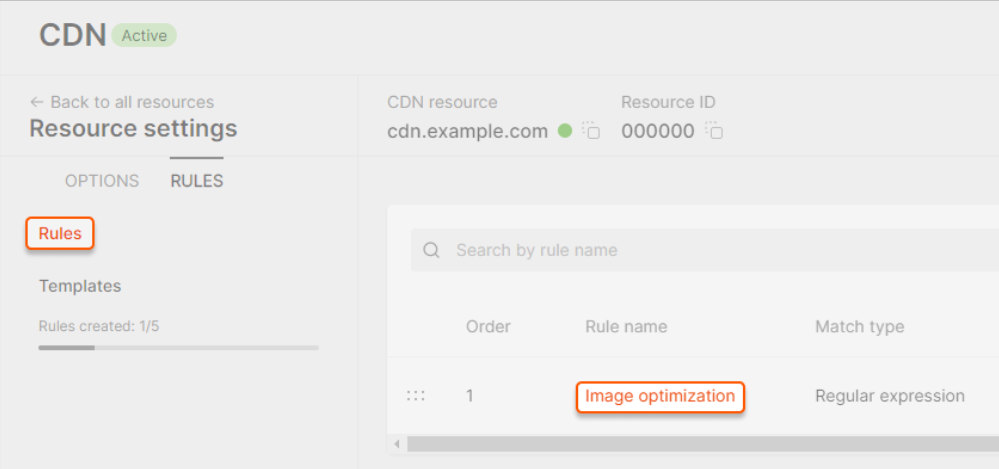 CDN Active
← Back to all resources
Resource settings
OPTIONS RULES
Rules
Templates
Rules created: 1/5
CDN resource Resource ID
cdn.example.com 000000
Search by rule name
Order Rule name Match type
1 Image optimization Regular expression